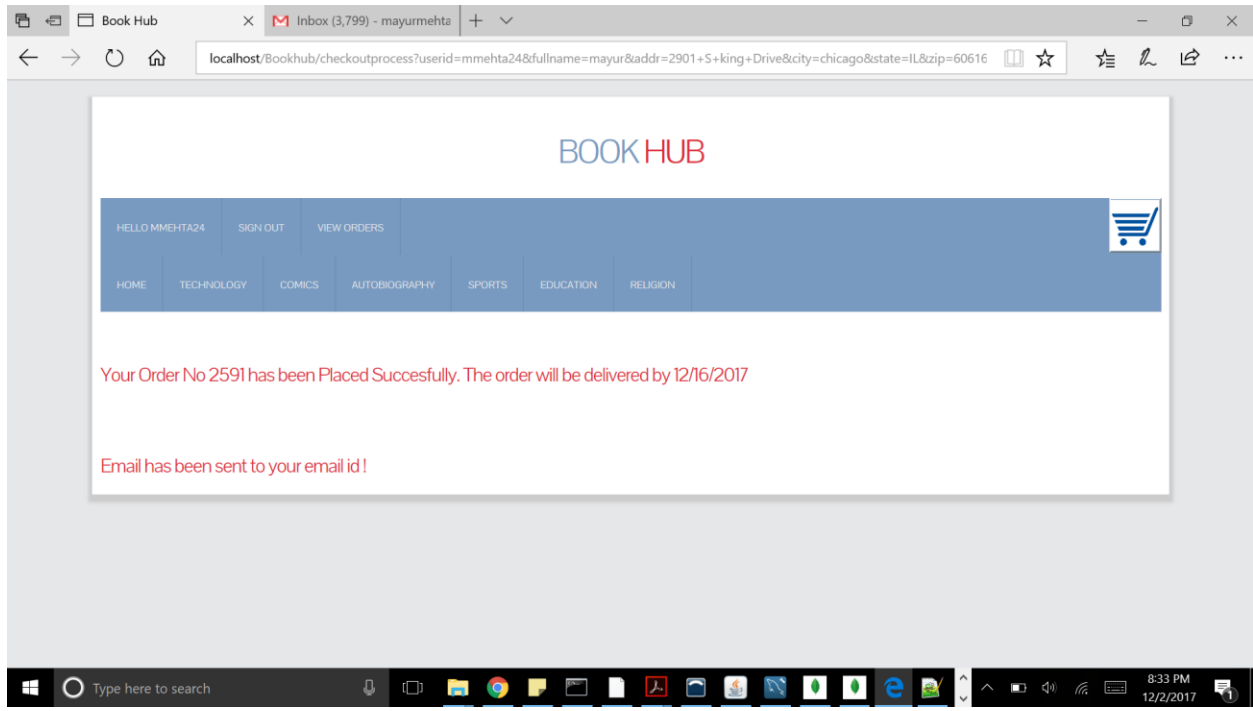 Book Hub
Inbox (3,799) - mayurmehta
localhost/Bookhub/checkoutprocess?userid=mmehta24&fullname=mayur&addr=2901+S+king+Drive&city=chicago&state=IL&zip=60616
BOOK HUB
HELLO MMEHTA24 SIGN OUT VIEW ORDERS
HOME TECHNOLOGY COMICS AUTOBIOGRAPHY SPORTS EDUCATION RELIGION
Your Order No 2591 has been Placed Succesfully. The order will be delivered by 12/16/2017
Email has been sent to your email id !
Type here to search
8:33 PM
12/2/2017
1